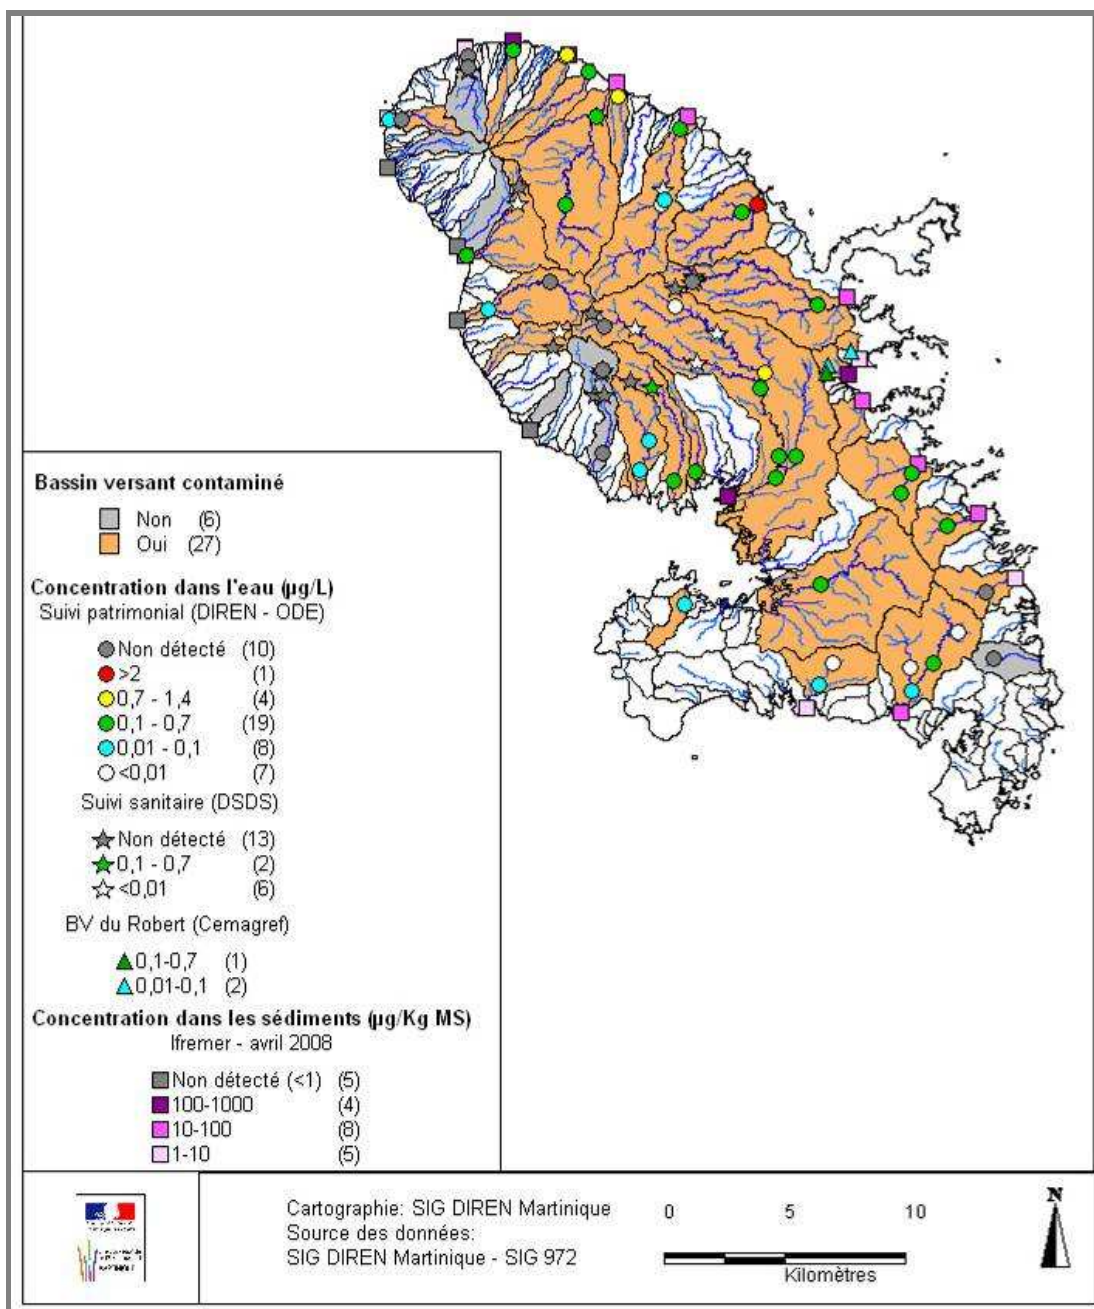 Bassin versant contaminé
Non (6)
Oui (27)
Concentration dans l'eau (µg/L)
Suivi patrimonial (DIREN - ODE)
Non détecté (10)
>2 (1)
0,7 - 1,4 (4)
0,1 - 0,7 (19)
0,01 - 0,1 (8)
<0,01 (7)
Suivi sanitaire (DSDS)
Non détecté (13)
0,1 - 0,7 (2)
<0,01 (6)
BV du Robert (Cemagref)
0,1-0,7 (1)
0,01-0,1 (2)
Concentration dans les sédiments (µg/Kg MS)
Ifremer - avril 2008
Non détecté (<1) (5)
100-1000 (4)
10-100 (8)
1-10 (5)
MARTINIQUE
Cartographie: SIG DIREN Martinique
Source des données:
SIG DIREN Martinique - SIG 972
0 5 10
Kilomètres
N